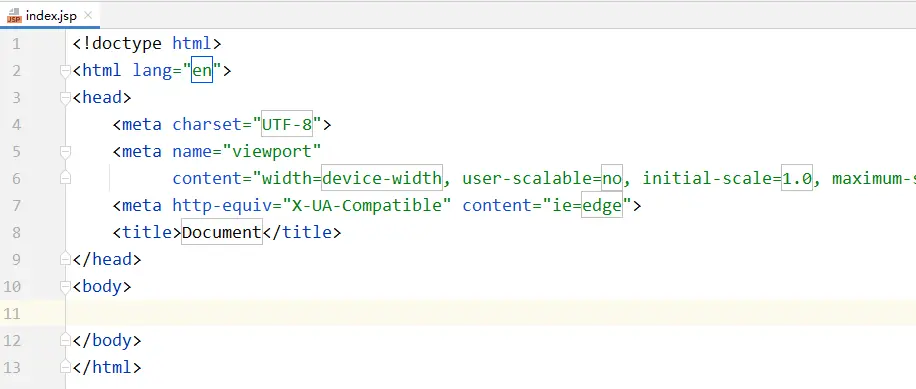 index.jsp
1 <!doctype html>
2 <html lang="en">
3 <head>
4 <meta charset="UTF-8">
5 <meta name="viewport"
6 content="width=device-width, user-scalable=no, initial-scale=1.0, maximum-s
7 <meta http-equiv="X-UA-Compatible" content="ie=edge">
8 <title>Document</title>
9 </head>
10 <body>
11
12 </body>
13 </html>